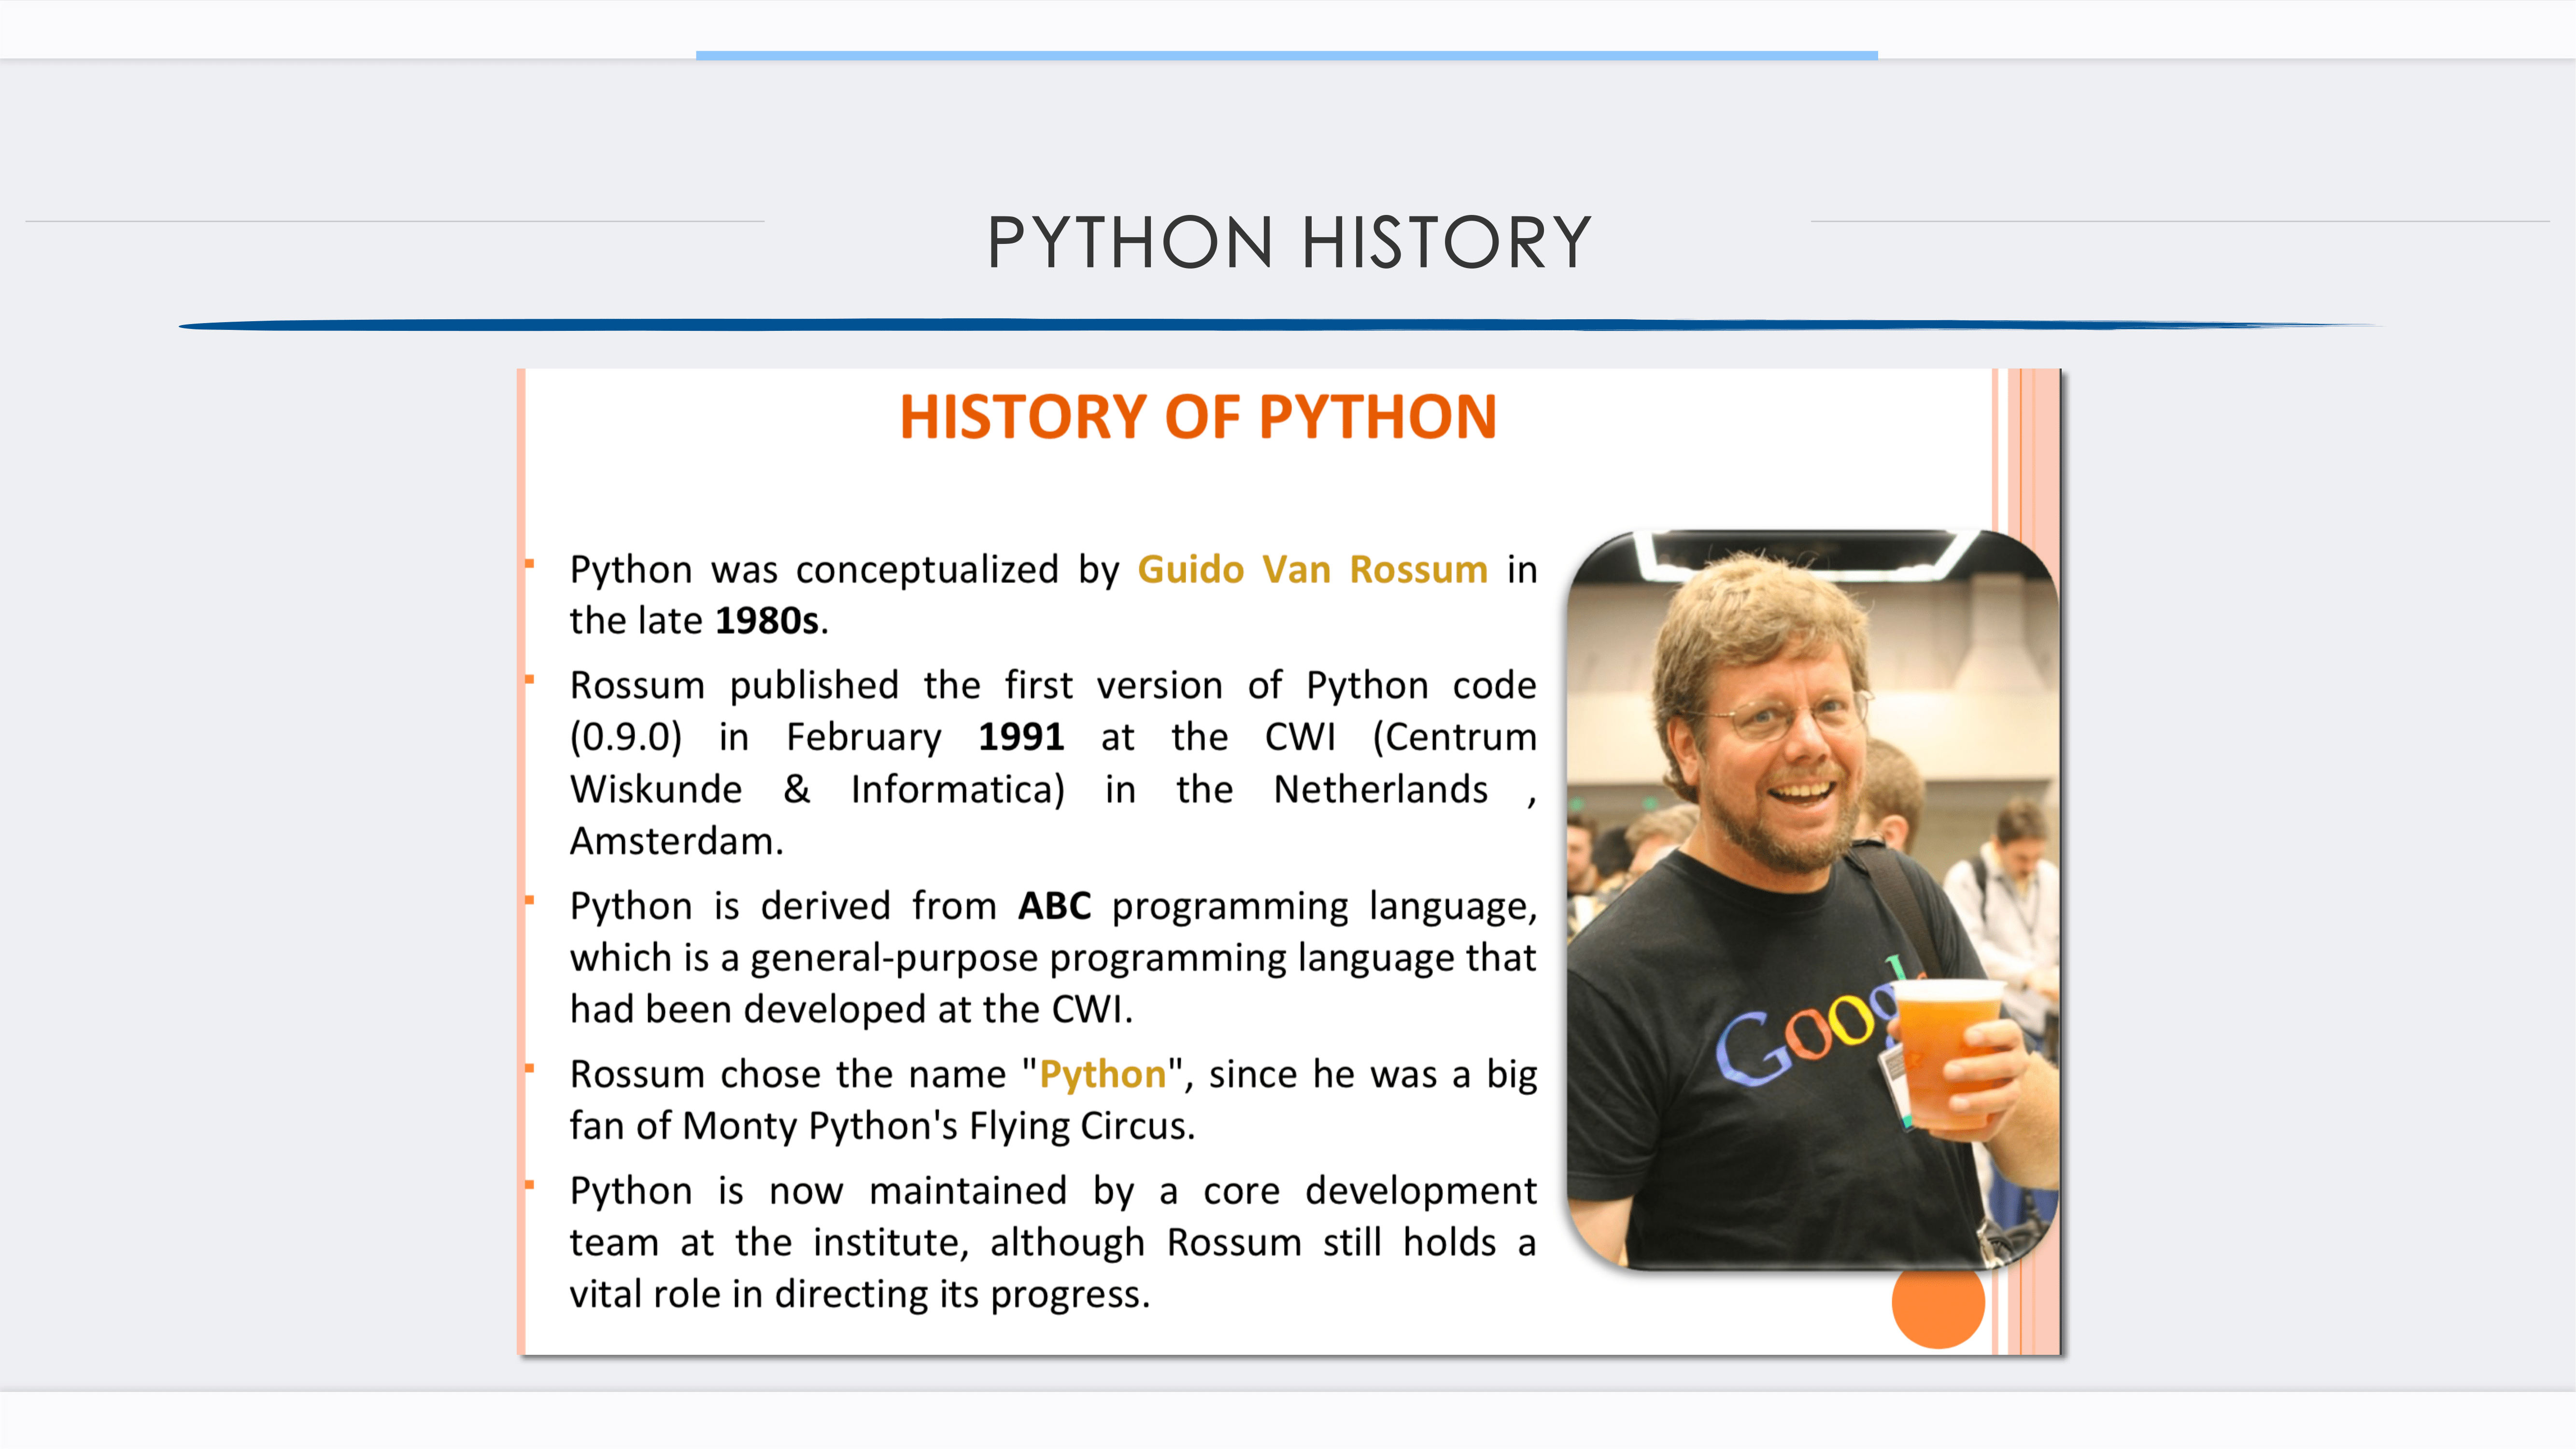 PYTHON HISTORY
HISTORY OF PYTHON
Python was conceptualized by Guido Van Rossum in
the late 1980s.
Rossum published the first version of Python code
(0.9.0) in February 1991 at the CWI (Centrum
Wiskunde & Informatica) in the Netherlands ,
Amsterdam.
Python is derived from ABC programming language,
which is a general-purpose programming language that
had been developed at the CWI.
Rossum chose the name "Python", since he was a big
fan of Monty Python's Flying Circus.
Python is now maintained by a core development
team at the institute, although Rossum still holds a
vital role in directing its progress.
Googl